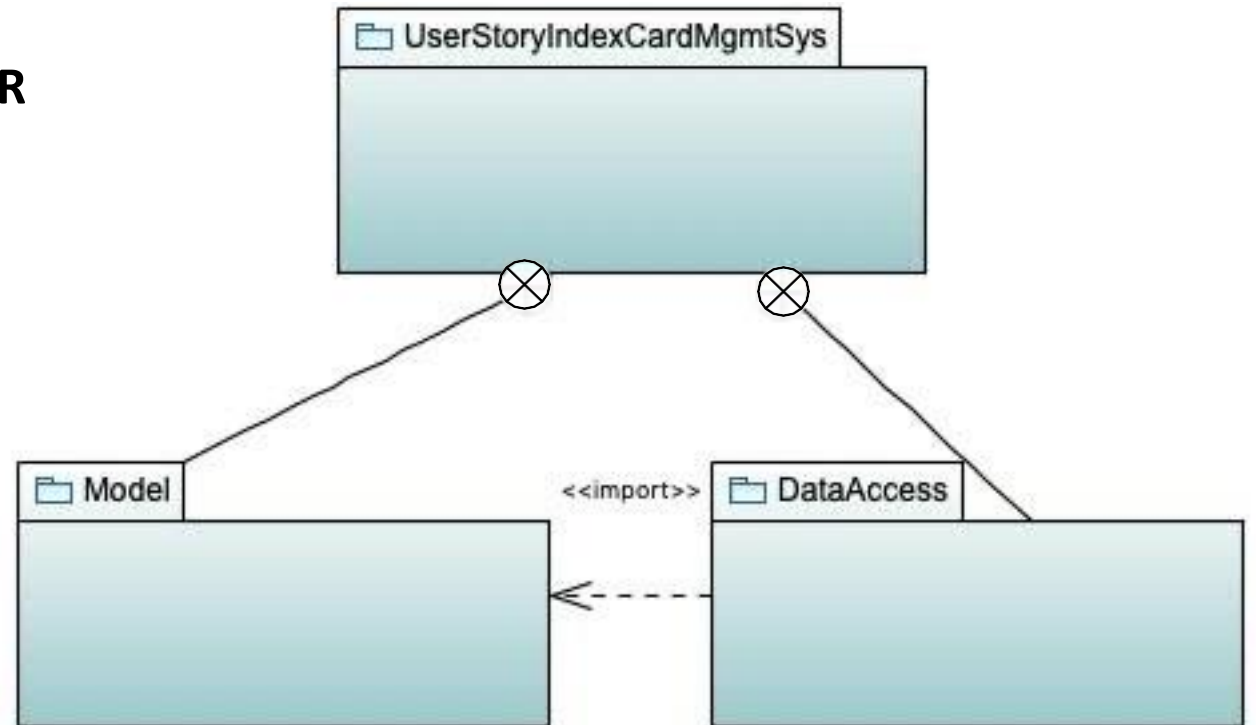 UserStoryIndexCardMgmtSys
R
Model
<<import>>
DataAccess